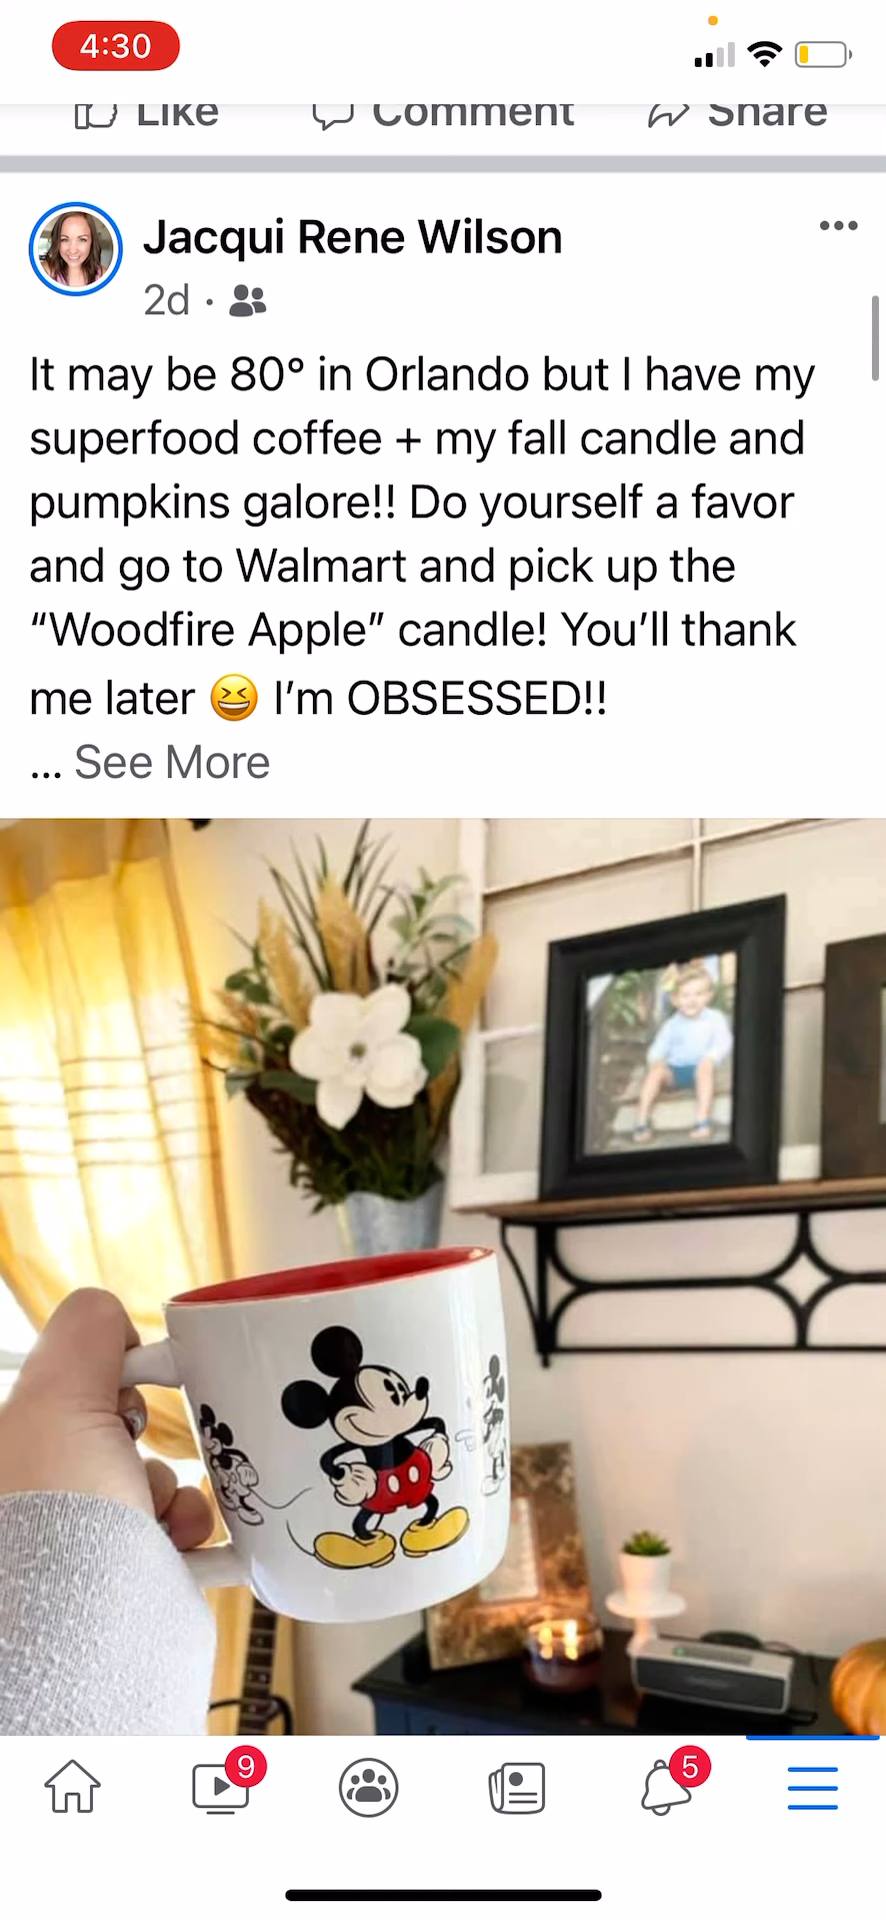 4:30
Like Comment Share
Jacqui Rene Wilson
2d ·
It may be 80° in Orlando but I have my
superfood coffee + my fall candle and
pumpkins galore!! Do yourself a favor
and go to Walmart and pick up the
“Woodfire Apple” candle! You’ll thank
me later 😆 I’m OBSESSED!!
... See More
9
5